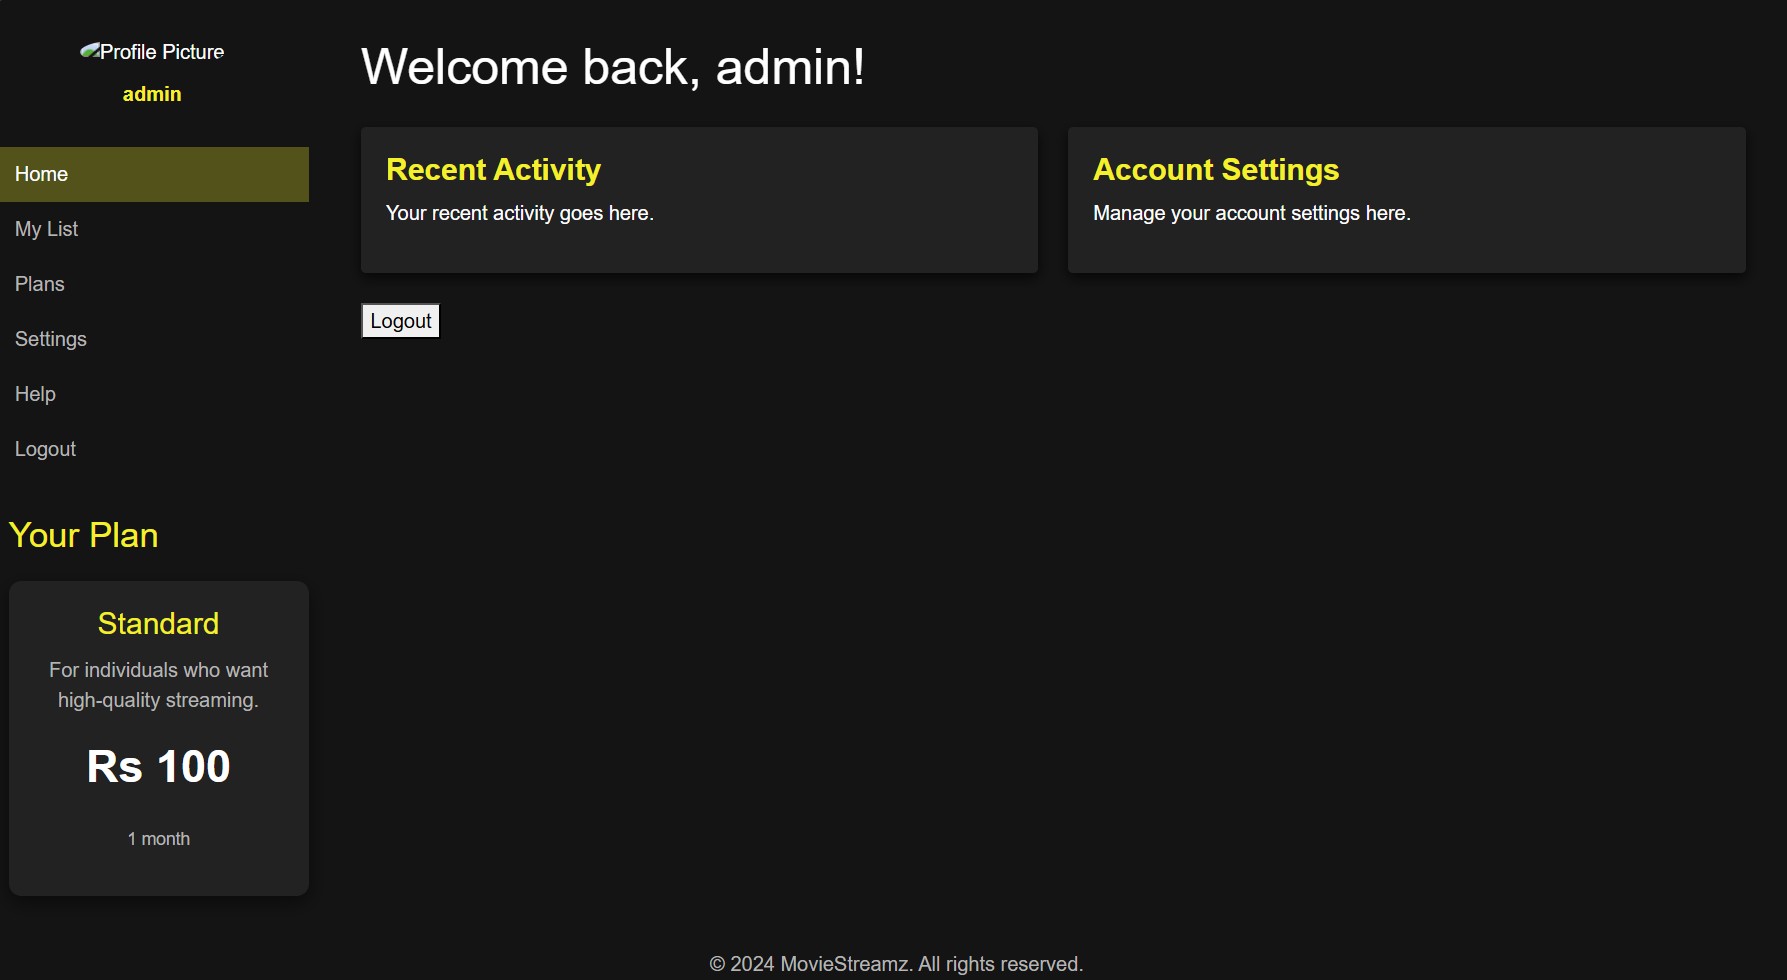 Profile Picture
admin
Home
My List
Plans
Settings
Help
Logout
Your Plan
Standard
For individuals who want
high-quality streaming.
Rs 100
1 month
Welcome back, admin!
Recent Activity
Your recent activity goes here.
Account Settings
Manage your account settings here.
Logout
© 2024 MovieStreamz. All rights reserved.